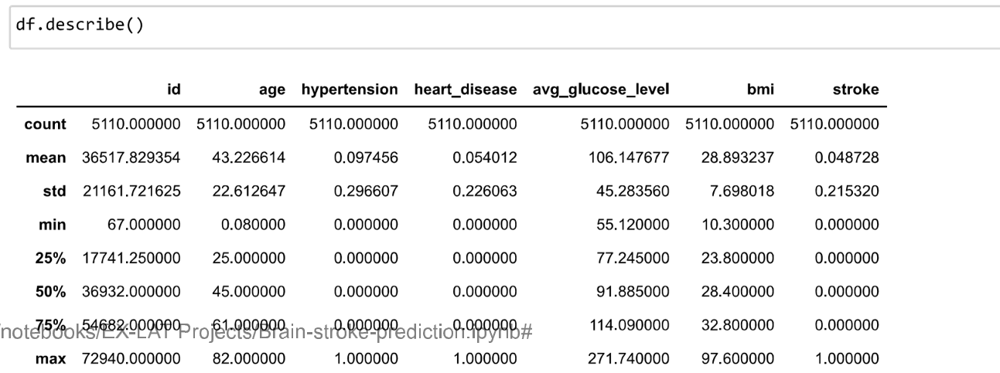 df.describe()
id age hypertension heart_disease avg_glucose_level bmi stroke
count 5110.000000 5110.000000 5110.000000 5110.000000 5110.000000 5110.000000 5110.000000
mean 36517.829354 43.226614 0.097456 0.054012 106.147677 28.893237 0.048728
std 21161.721625 22.612647 0.296607 0.226063 45.283560 7.698018 0.215320
min 67.000000 0.080000 0.000000 0.000000 55.120000 10.300000 0.000000
25% 17741.250000 25.000000 0.000000 0.000000 77.245000 23.800000 0.000000
50% 36932.000000 45.000000 0.000000 0.000000 91.885000 28.400000 0.000000
75% 54682.000000 61.000000 0.000000 0.000000 114.090000 32.800000 0.000000
notebooks/EX-LAT Projects/Brain-stroke-prediction.ipynb#
max 72940.000000 82.000000 1.000000 1.000000 271.740000 97.600000 1.000000